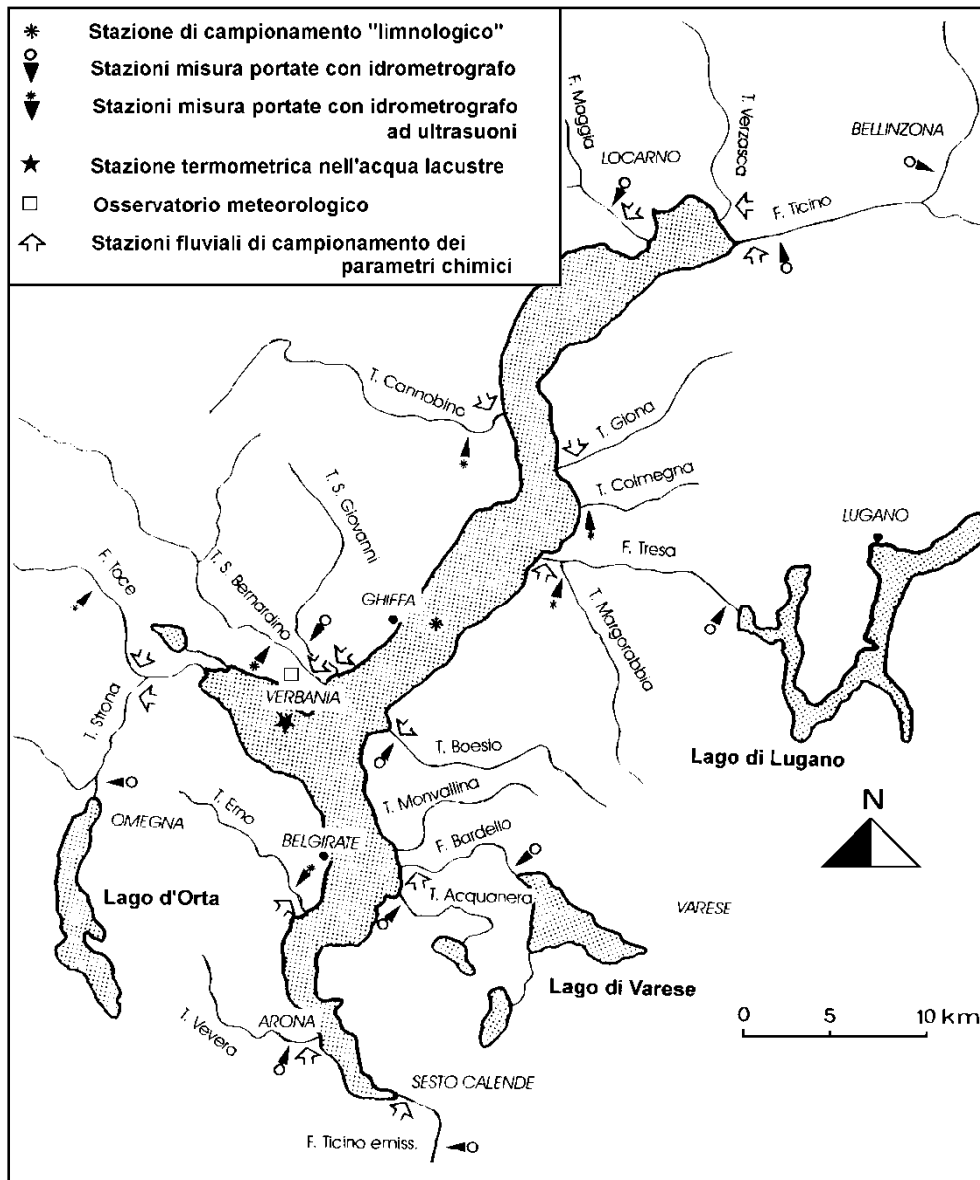 Stazione di campionamento "limnologico"
Stazioni misura portate con idrometrografo
Stazioni misura portate con idrometrografo
ad ultrasuoni
Stazione termometrica nell'acqua lacustre
Osservatorio meteorologico
Stazioni fluviali di campionamento dei
parametri chimici
F. Maggia
T. Verzasca
BELLINZONA
LOCARNO
F. Ticino
T. Cannobino
T. Giona
T. S. Giovanni
T. Colmegna
LUGANO
F. Toce
T. S. Bernardino
F. Tresa
GHIFFA
T. Margorabbia
VERBANIA
T. Strona
T. Boesio
Lago di Lugano
T. Erno
T. Monvallina
N
OMEGNA
BELGIRATE
F. Bardello
Lago d'Orta
T. Acquanera
VARESE
Lago di Varese
T. Vevera
ARONA
0 5 10 km
SESTO CALENDE
F. Ticino emiss.